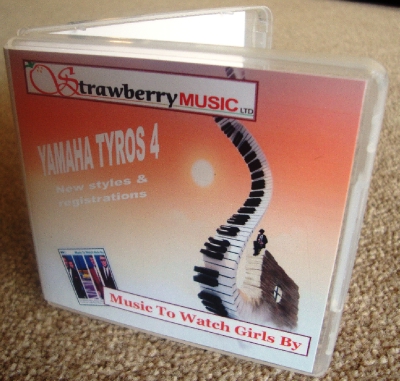 Strawberry MUSIC LTD
YAMAHA TYROS 4
New styles &
registrations
Music To Watch Girls By